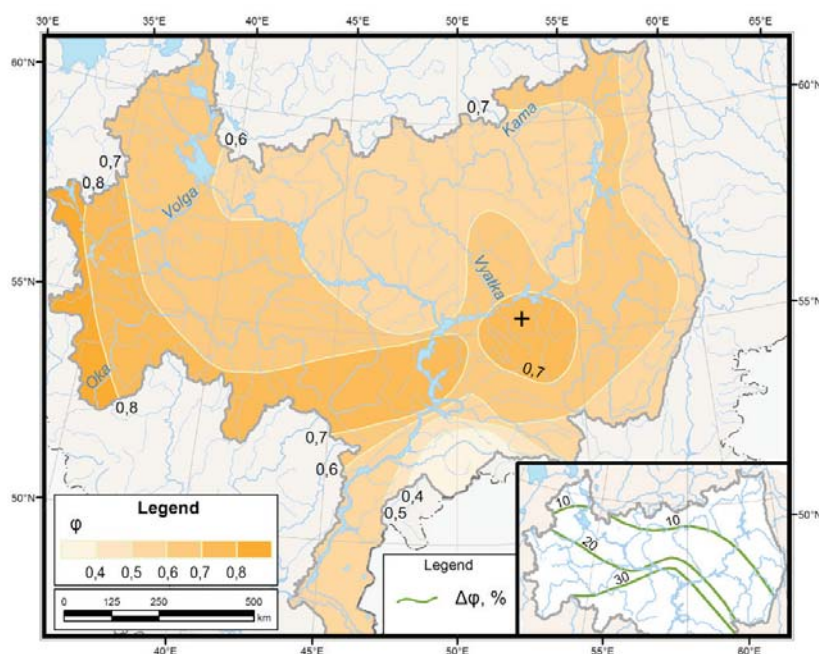 30°E 35°E 40°E 45°E 50°E 55°E 60°E 65°E
60°N
60°N
0,7
Kama
0,6
0,7
0,8
Volga
Vyatka
55°N
55°N
0,7
Oka
0,8
0,7
0,6
50°N
0,4
0,5
50°N
Legend
φ
0,4 0,5 0,6 0,7 0,8
0 125 250 500
km
Legend
Δφ, %
10
10
20
30
40°E 45°E 50°E 55°E 60°E